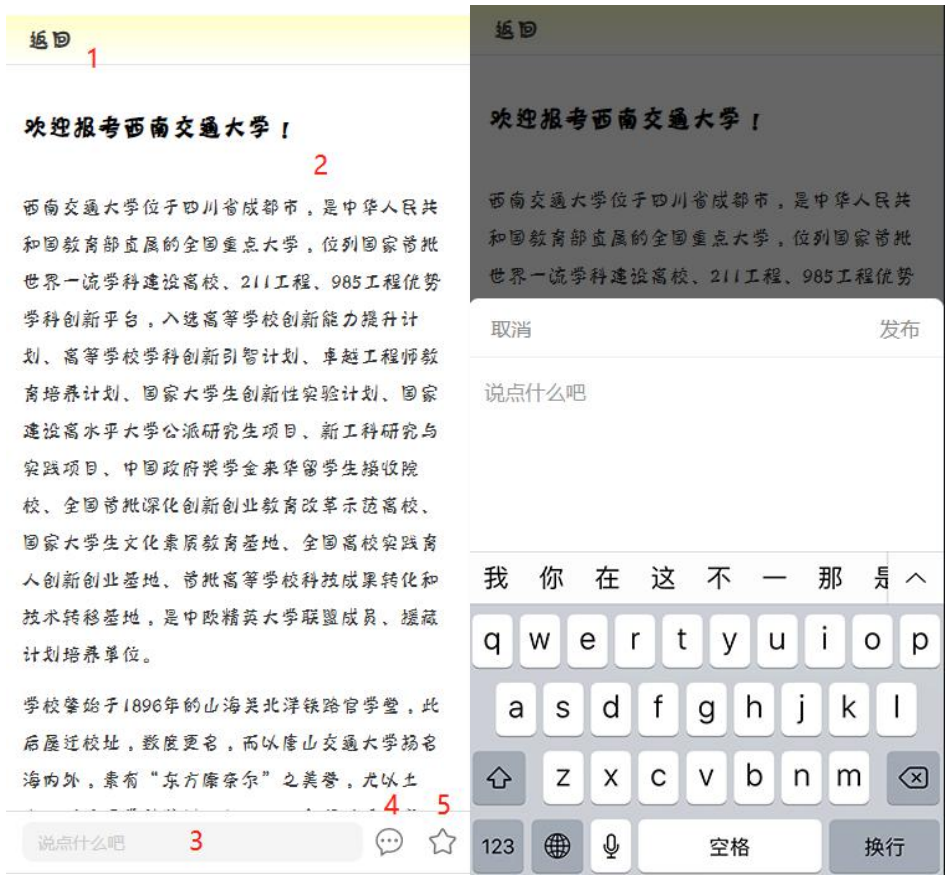 返回
1
欢迎报考西南交通大学！
2
西南交通大学位于四川省成都市，是中华人民共
和国教育部直属的全国重点大学，位列国家首批
世界一流学科建设高校、211工程、985工程优势
学科创新平台，入选高等学校创新能力提升计
划、高等学校学科创新引智计划、卓越工程师教
育培养计划、国家大学生创新性实验计划、国家
建设高水平大学公派研究生项目、新工科研究与
实践项目、中国政府奖学金来华留学生接收院
校、全国首批深化创新创业教育改革示范高校、
国家大学生文化素质教育基地、全国高校实践育
人创新创业基地、首批高等学校科技成果转化和
技术转移基地，是中欧精英大学联盟成员、援藏
计划培养单位。
学校肇始于1896年的山海关北洋铁路官学堂，此
后屡迁校址，数度更名，而以唐山交通大学扬名
海内外，素有“东方康奈尔”之美誉，尤以土
4 5
说点什么吧 3
返回
欢迎报考西南交通大学！
西南交通大学位于四川省成都市，是中华人民共
和国教育部直属的全国重点大学，位列国家首批
世界一流学科建设高校、211工程、985工程优势
取消 发布
说点什么吧
我 你 在 这 不 一 那 是
q w e r t y u i o p
a s d f g h j k l
z x c v b n m
123 空格 换行